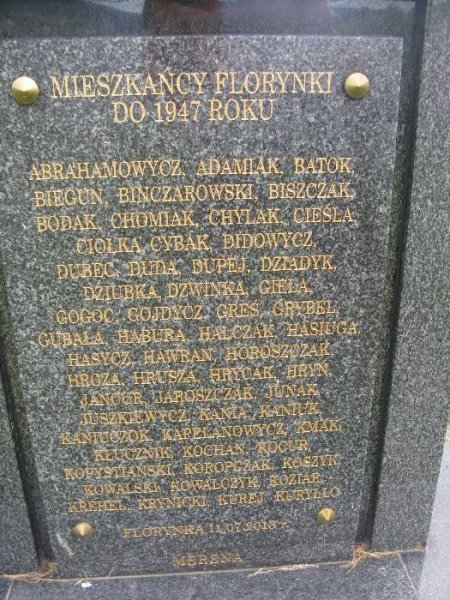 MIESZKAŃCY FLORYNKI
DO 1947 ROKU
ABRAHAMOWYCZ, ADAMIAK, BATOK,
BIEGUN, BINCZAROWSKI, BISZCZAK,
BODAK, CHOMIAK, CHYLAK, CIEŚLA,
CIOŁKA, CYBAK, DIDOWYCZ,
DUBEC, DUDA, DUPEJ, DZIADYK,
DZIUBKA, DZWINKA, GIELA,
GOGOC, GOJDYCZ, GRES, GRYBEL,
GUBALA, HABURA, HALCZAK, HASIUGA,
HASYCZ, HAWRAN, HOROSZCZAK,
HROZA, HRUSZA, HRYCAK, HRYN,
JANCUR, JAROSZCZAK, JUNAK,
JUSZKIEWYCZ, KANIA, KANIUK,
KANIUCZOK, KAPELANOWYCZ, KMAK,
KLUCZNIK, KOCHAN, KOCUR,
KOPYSTIAŃSKI, KOROPCZAK, KOSZYK,
KOWALSKI, KOWALCZYK, KOZIAR,
KREHEL, KRYNICKI, KUREJ, KURYŁŁO
FLORYNKA 11.07.2013 r.
MERENA